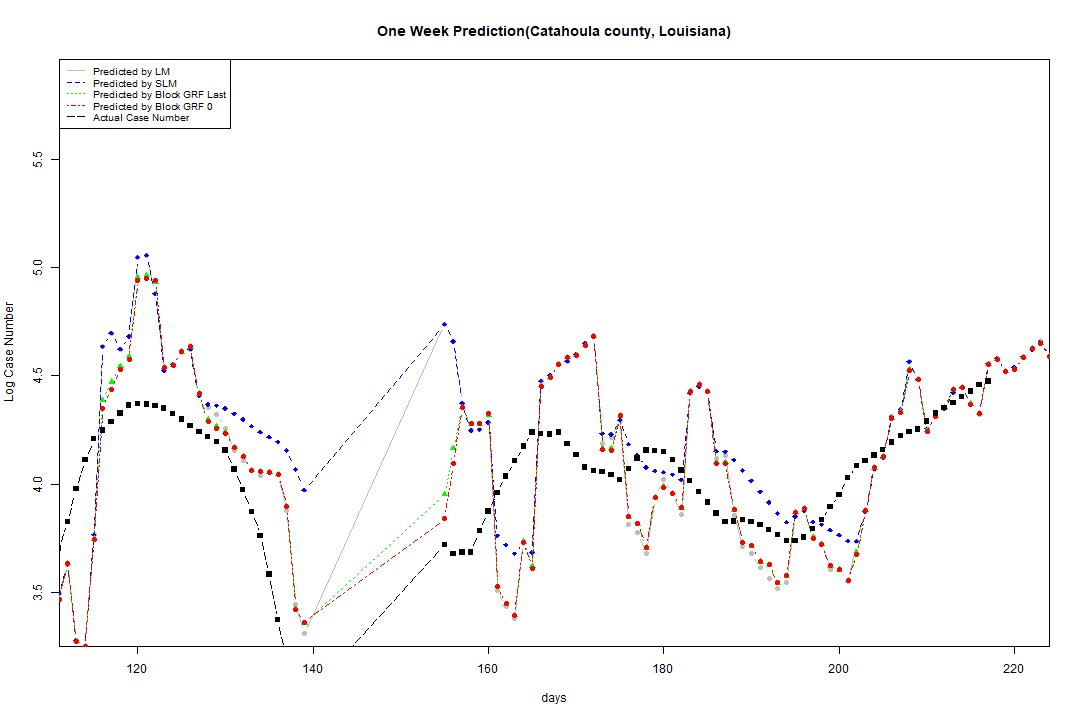 One Week Prediction(Catahoula county, Louisiana)
Predicted by LM
Predicted by SLM
Predicted by Block GRF Last
Predicted by Block GRF 0
Actual Case Number
Log Case Number
5.5
5.0
4.5
4.0
3.5
120 140 160 180 200 220
days